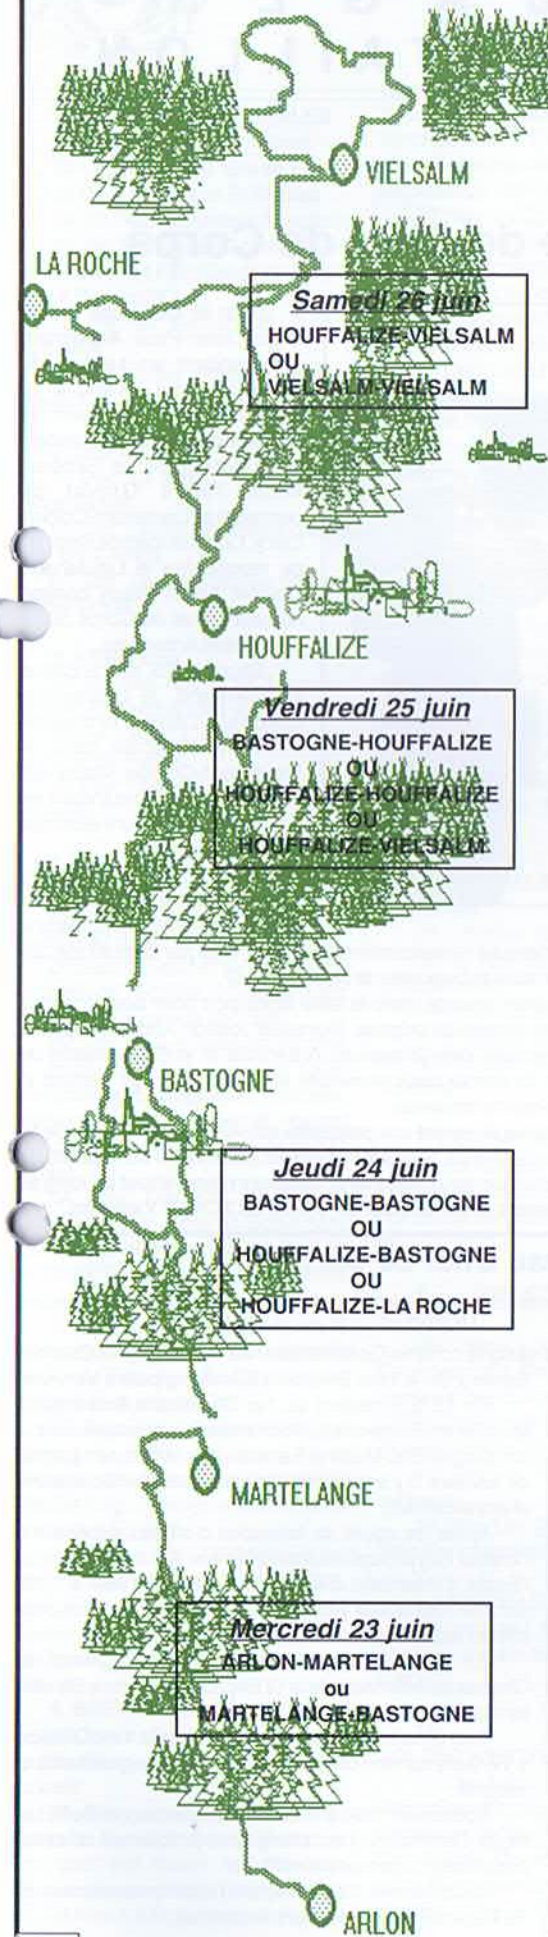 VIELSALM
LA ROCHE
Samedi 26 juin
HOUFFALIZE-VIELSALM
OU
VIELSALM-VIELSALM
HOUFFALIZE
Vendredi 25 juin
BASTOGNE-HOUFFALIZE
OU
HOUFFALIZE-HOUFFALIZE
OU
HOUFFALIZE-VIELSALM
BASTOGNE
Jeudi 24 juin
BASTOGNE-BASTOGNE
OU
HOUFFALIZE-BASTOGNE
OU
HOUFFALIZE-LA ROCHE
MARTELANGE
Mercredi 23 juin
ARLON-MARTELANGE
ou
MARTELANGE-BASTOGNE
ARLON